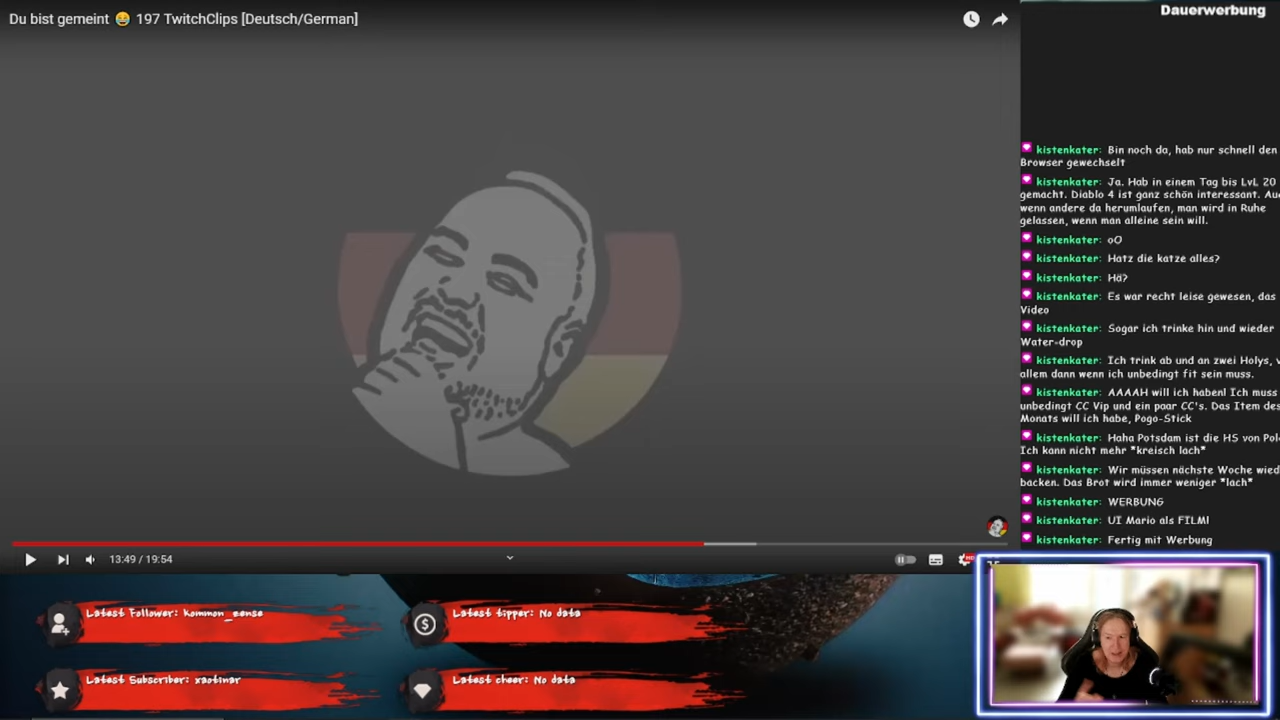 Du bist gemeint 😂 197 TwitchClips [Deutsch/German]
Dauerwerbung
kistenkater: Bin noch da, hab nur schnell den
Browser gewechselt
kistenkater: Ja. Hab in einem Tag bis LvL 20
gemacht. Diablo 4 ist ganz schön interessant.
wenn andere da herumlaufen, man wird in Ruhe
gelassen, wenn man alleine sein will.
kistenkater: oO
kistenkater: Hatz die katze alles?
kistenkater: Hä?
kistenkater: Es war recht leise gewesen, das
Video
kistenkater: Sogar ich trinke hin und wieder
Water-drop
kistenkater: Ich trink ab und an zwei Holys,
allem dann wenn ich unbedingt fit sein muss.
kistenkater: AAAAH will ich haben! Ich muss
unbedingt CC Vip und ein paar CC's. Das Item des
Monats will ich habe, Pogo-Stick
kistenkater: Haha Potsdam ist die HS von
Ich kann nicht mehr *kreisch lach*
kistenkater: Wir müssen nächste Woche
backen. Das Brot wird immer weniger *lach*
kistenkater: WERBUNG
kistenkater: UI Mario als FILM!
kistenkater: Fertig mit Werbung
13:49 / 19:54
Latest Follower: kommon_sense
Latest tipper: No data
Latest Subscriber: xaotinar
Latest cheer: No data